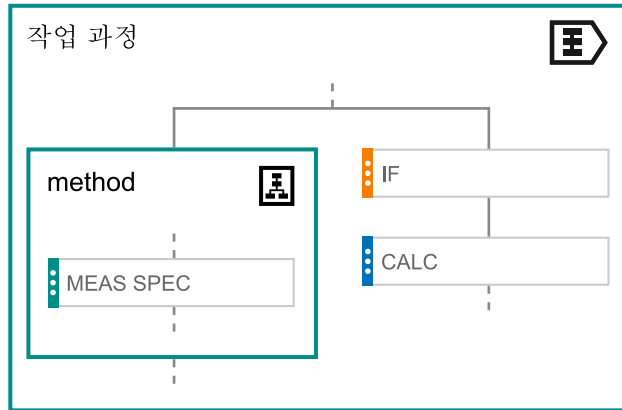 작업 과정
method
MEAS SPEC
IF
CALC